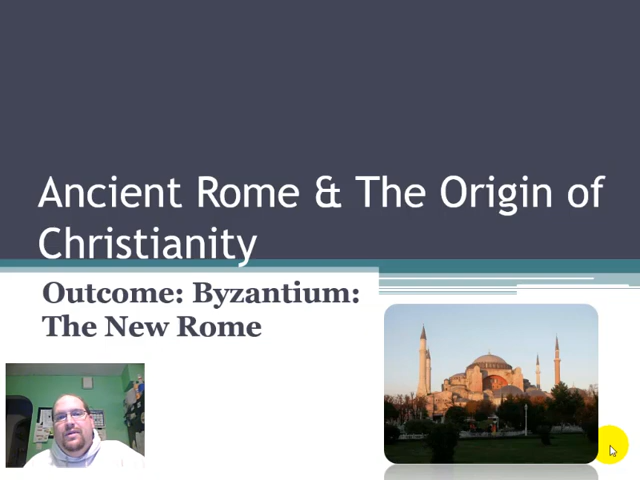 Ancient Rome & The Origin of
Christianity
Outcome: Byzantium:
The New Rome